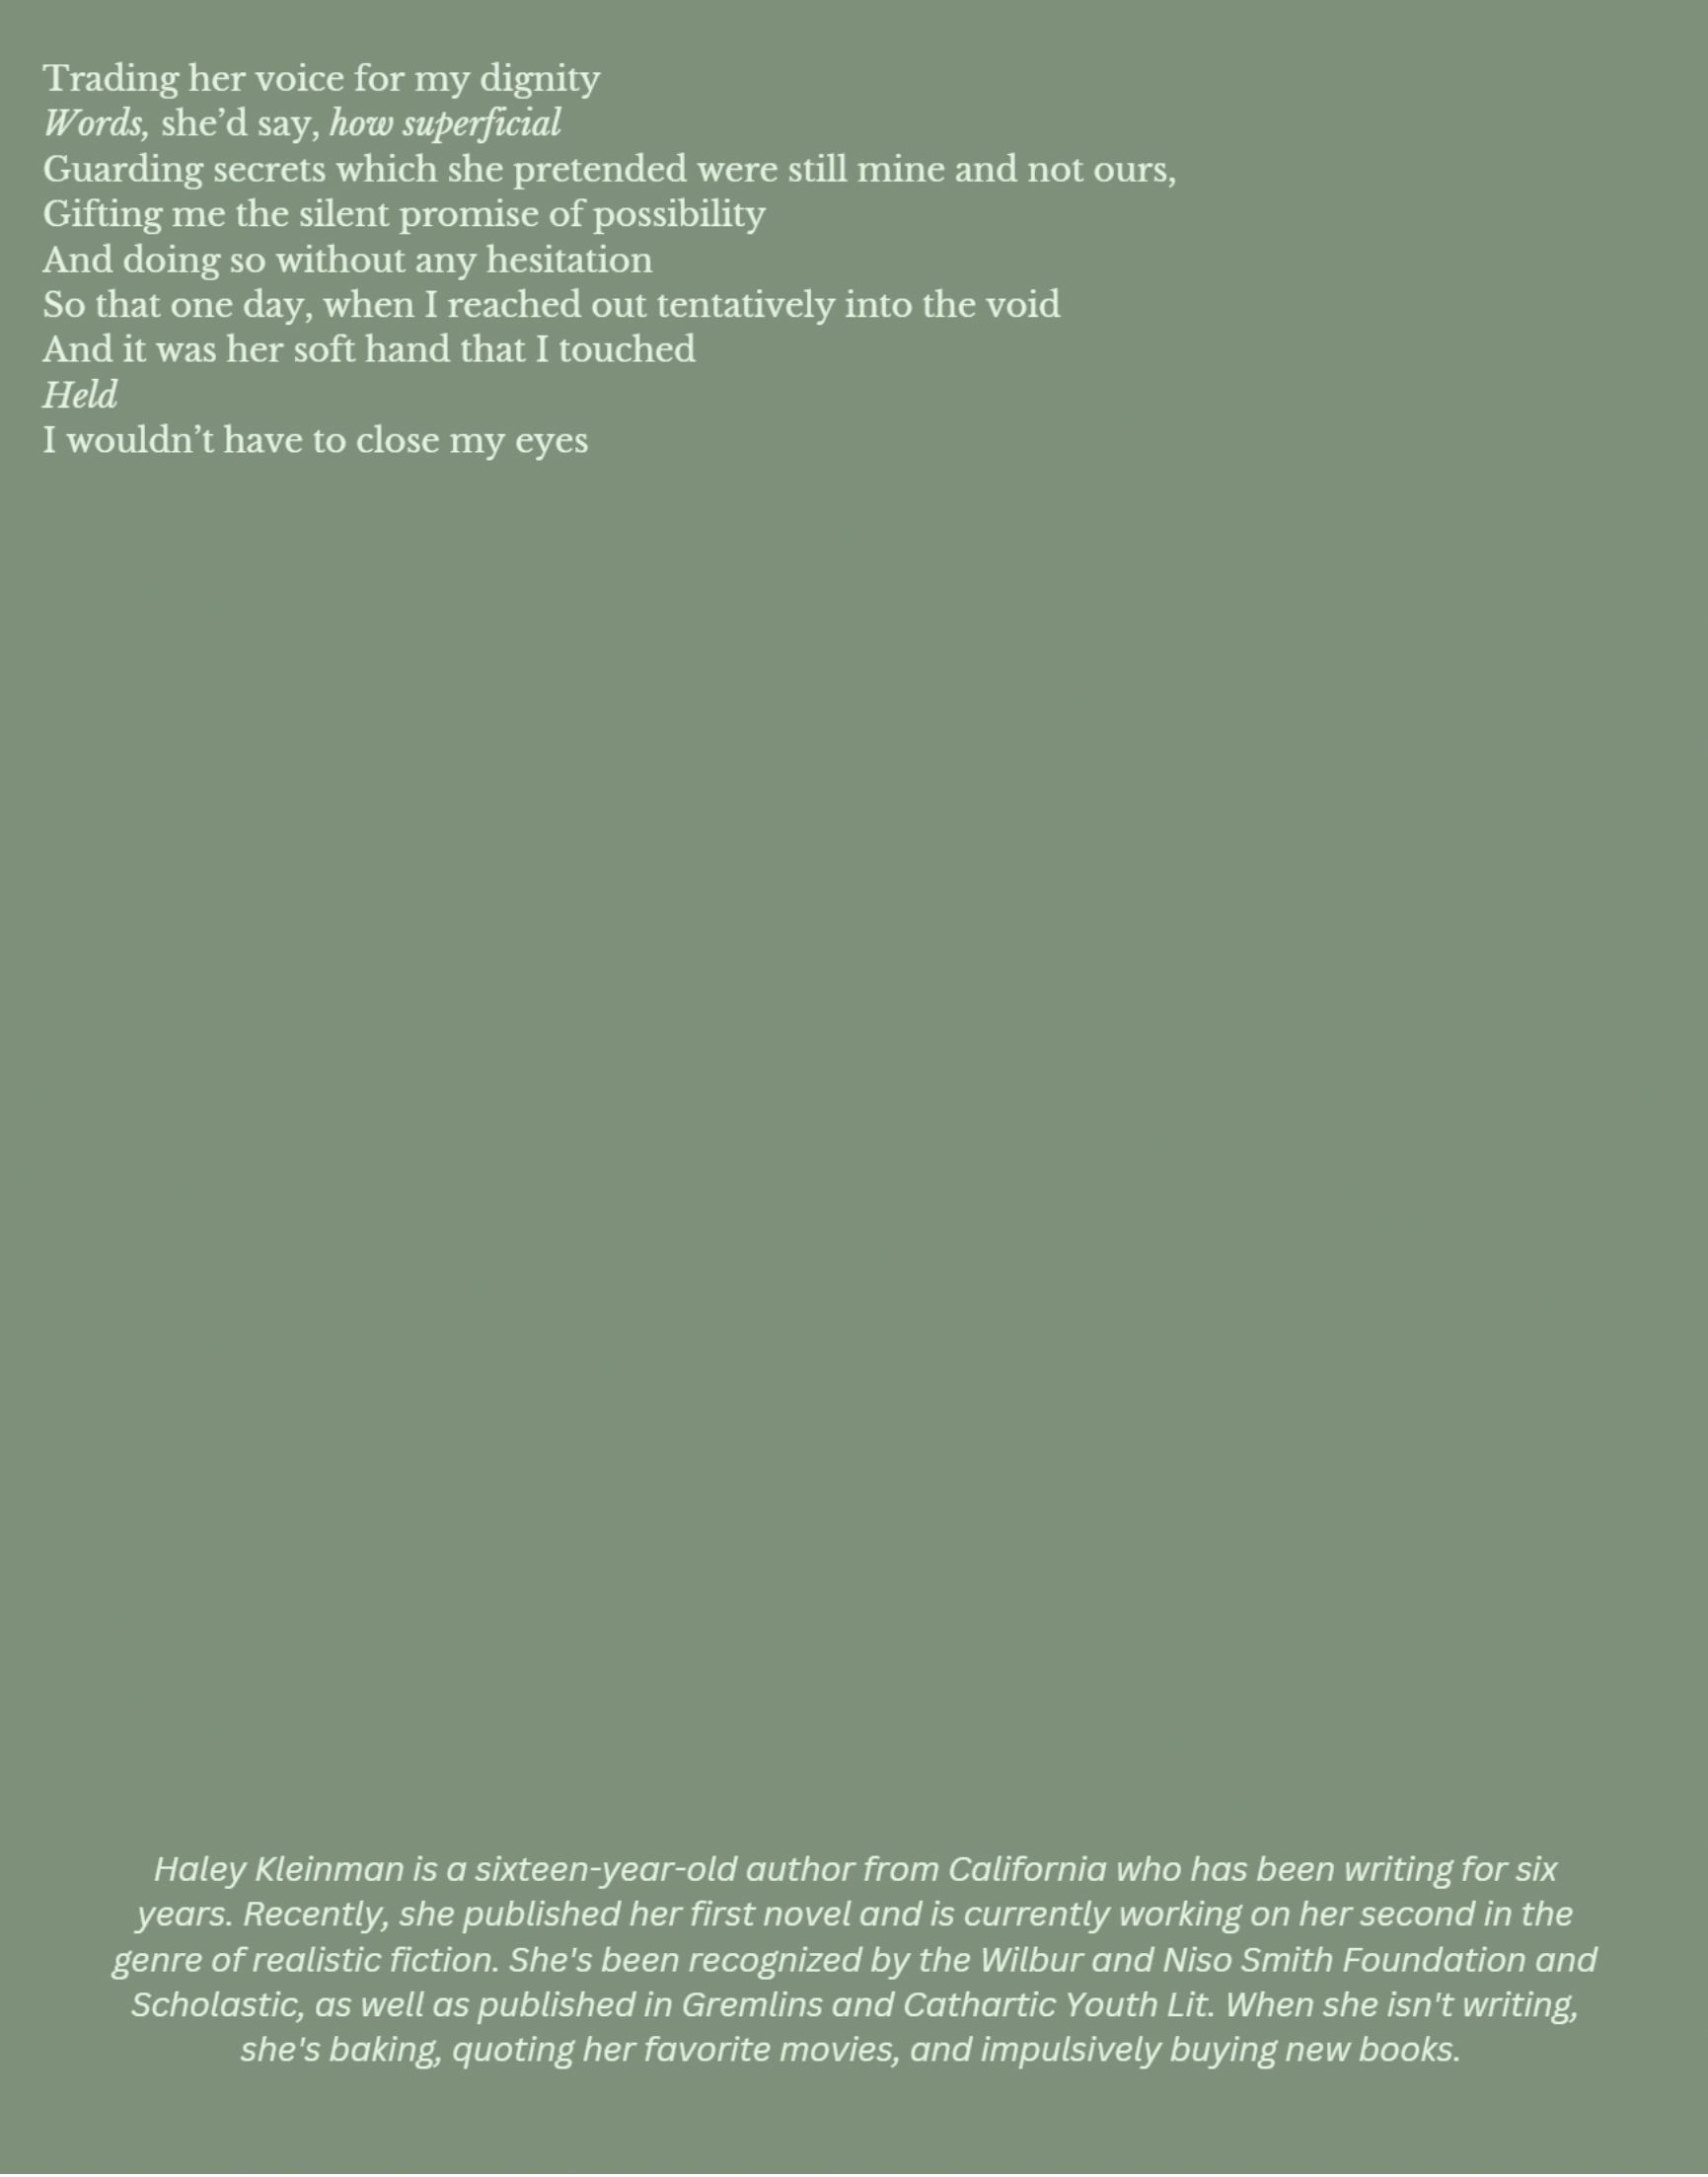 Trading her voice for my dignity
Words, she’d say, how superficial
Guarding secrets which she pretended were still mine and not ours,
Gifting me the silent promise of possibility
And doing so without any hesitation
So that one day, when I reached out tentatively into the void
And it was her soft hand that I touched
Held
I wouldn’t have to close my eyes
Haley Kleinman is a sixteen-year-old author from California who has been writing for six
years. Recently, she published her first novel and is currently working on her second in the
genre of realistic fiction. She's been recognized by the Wilbur and Niso Smith Foundation and
Scholastic, as well as published in Gremlins and Cathartic Youth Lit. When she isn't writing,
she's baking, quoting her favorite movies, and impulsively buying new books.